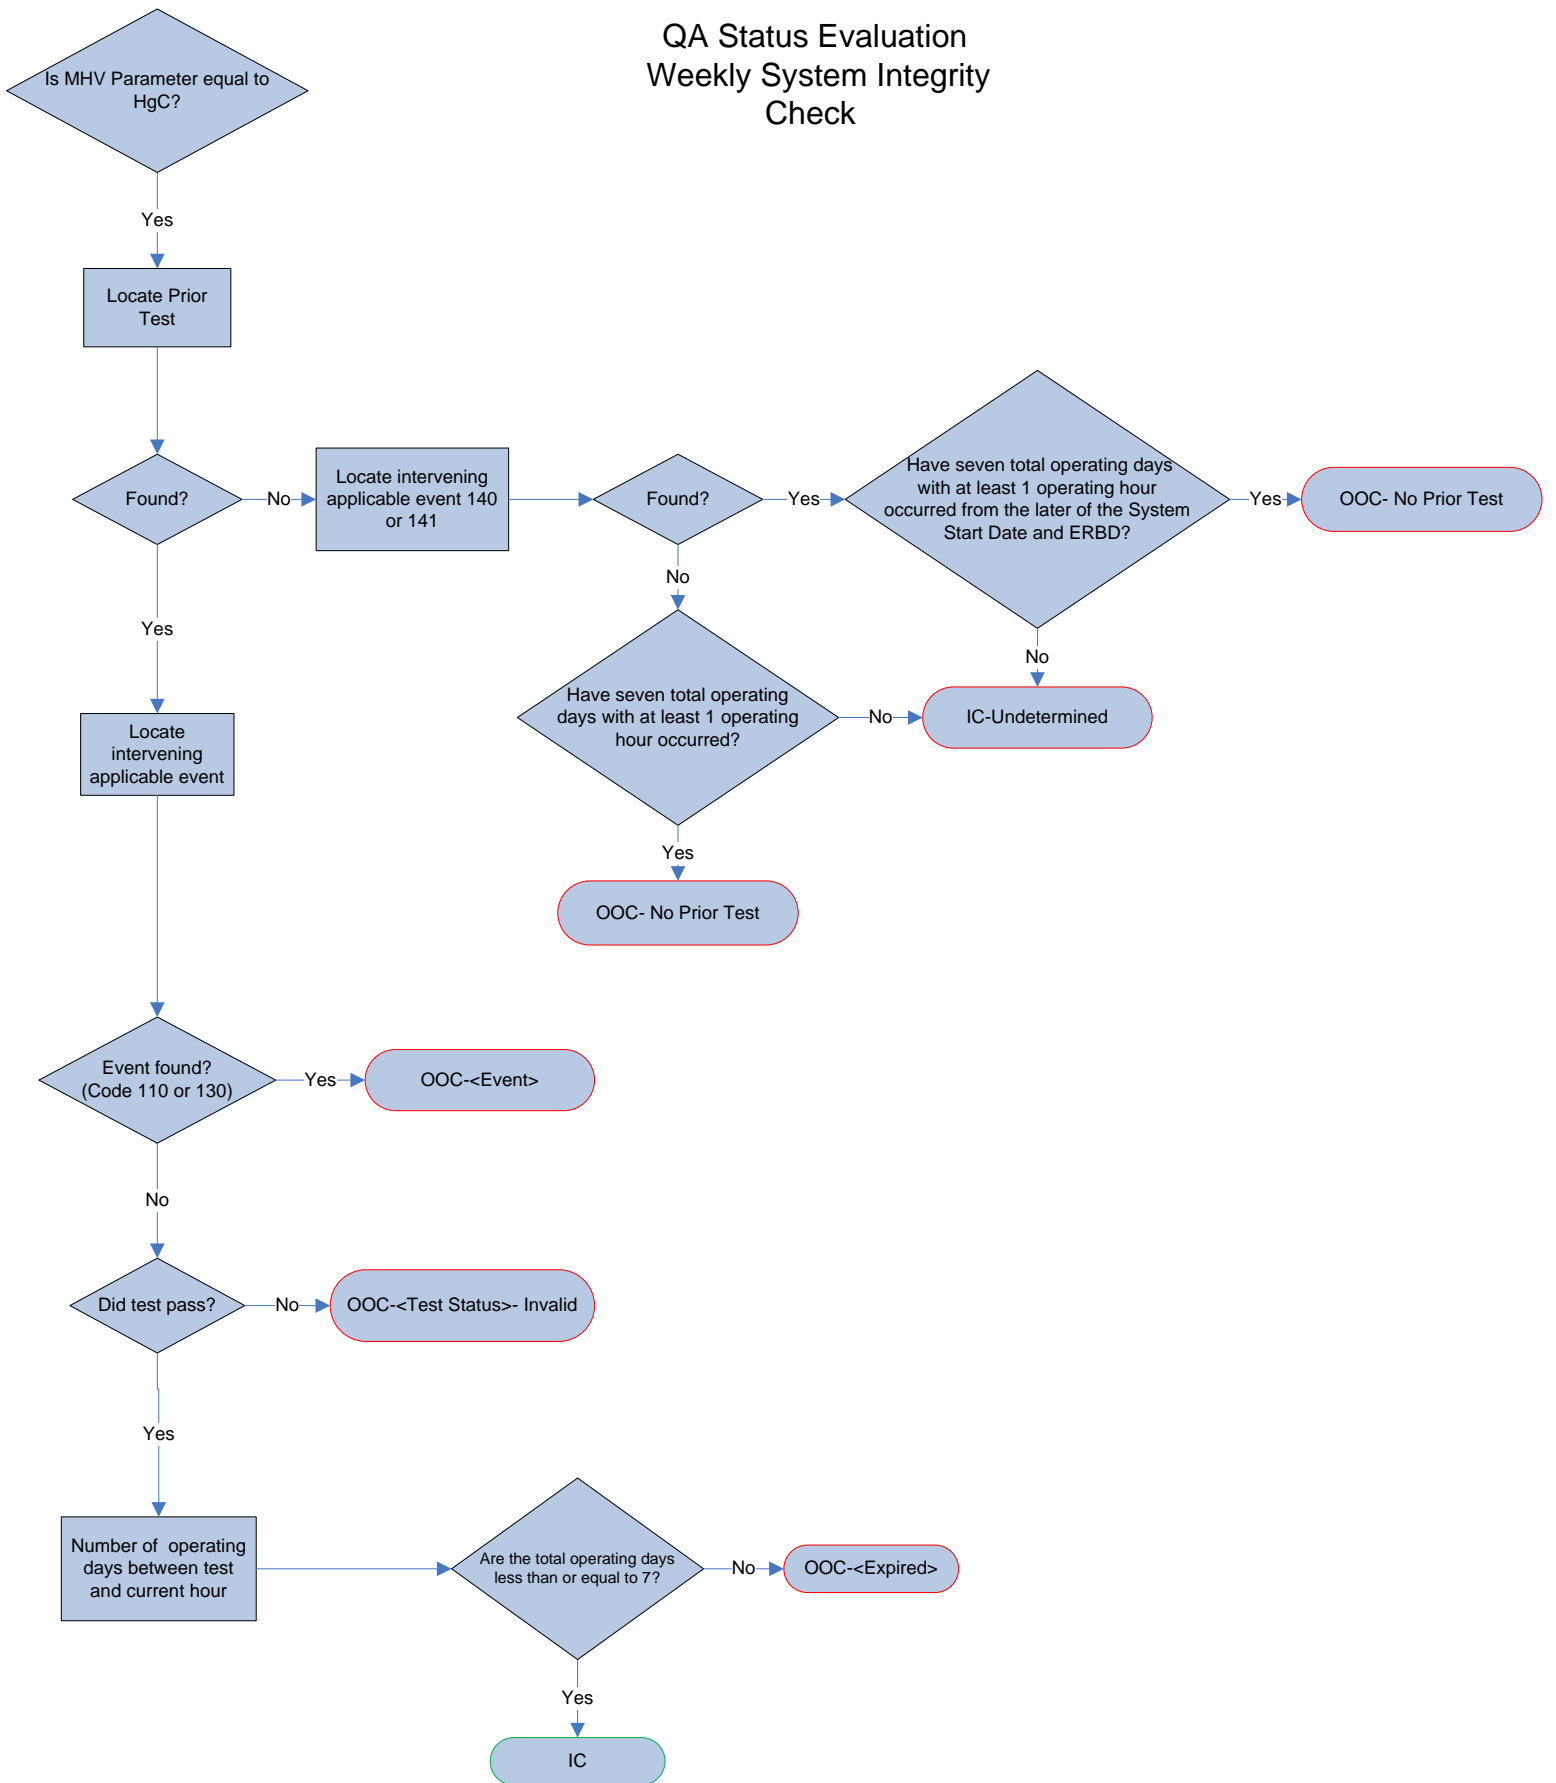 QA Status Evaluation
Weekly System Integrity
Check
Is MHV Parameter equal to
HgC?
Yes
Locate Prior
Test
Found?
No
Locate intervening
applicable event 140
or 141
Found?
Yes
Have seven total operating days
with at least 1 operating hour
occurred from the later of the System
Start Date and ERBD?
Yes
OOC- No Prior Test
No
No
Yes
Have seven total operating
days with at least 1 operating
hour occurred?
No
IC-Undetermined
Yes
OOC- No Prior Test
Locate
intervening
applicable event
Event found?
(Code 110 or 130)
Yes
OOC-<Event>
No
Did test pass?
No
OOC-<Test Status>- Invalid
Yes
Number of  operating
days between test
and current hour
Are the total operating days
less than or equal to 7?
No
OOC-<Expired>
Yes
IC